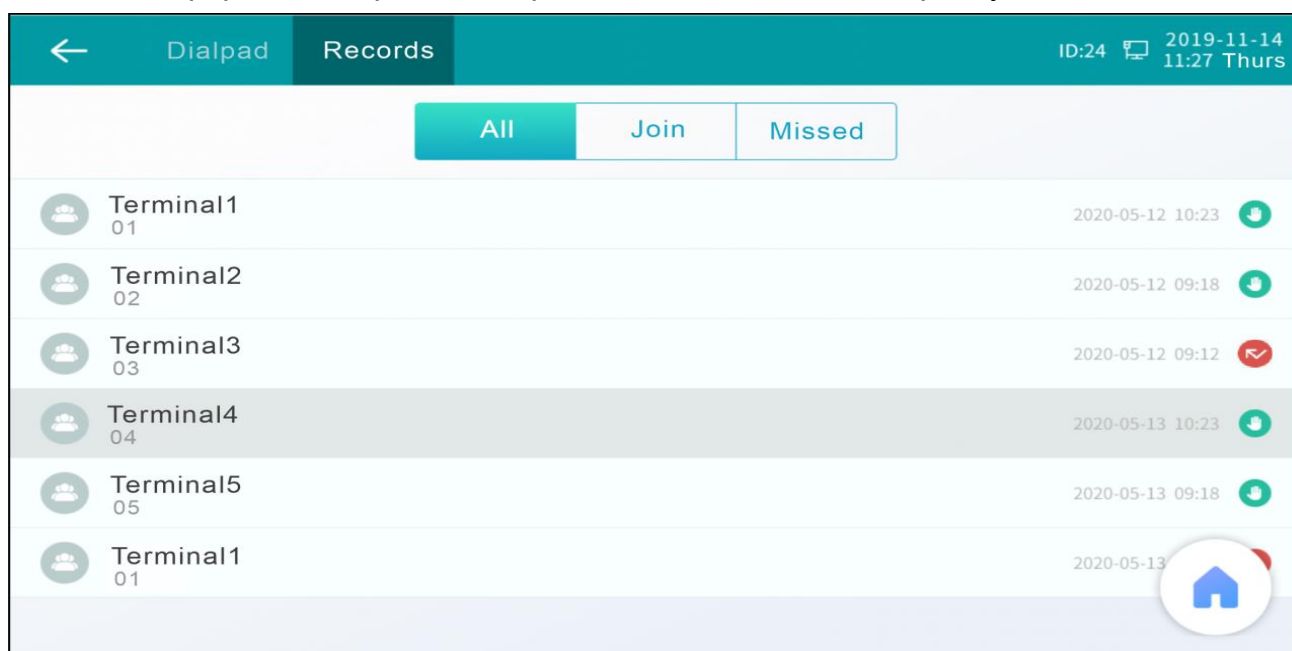 Dialpad Records ID:24 2019-11-14
11:27 Thurs
All Join Missed
Terminal1
01
2020-05-12 10:23
Terminal2
02
2020-05-12 09:18
Terminal3
03
2020-05-12 09:12
Terminal4
04
2020-05-13 10:23
Terminal5
05
2020-05-13 09:18
Terminal1
01
2020-05-13